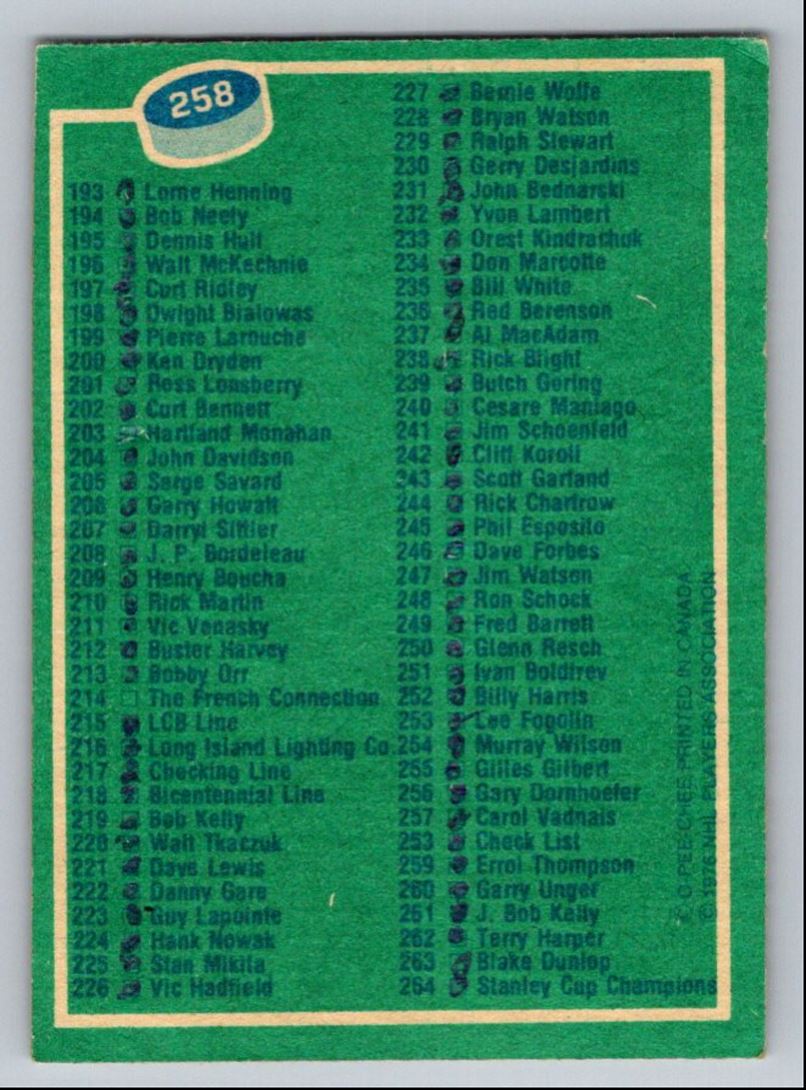 258
193 Lorne Henning
194 Bob Neely
195 Dennis Hull
196 Walt McKechnie
197 Curt Ridley
198 Dwight Bialowas
199 Pierre Larouche
200 Ken Dryden
201 Ross Lonsberry
202 Curt Bennett
203 Hartland Monahan
204 John Davidson
205 Serge Savard
206 Garry Howatt
207 Darryl Sittler
208 J. P. Bordeleau
209 Henry Boucha
210 Rick Martin
211 Vic Venasky
212 Buster Harvey
213 Bobby Orr
214 The French Connection
215 LCB Line
216 Long Island Lighting Co.
217 Checking Line
218 Bicentennial Line
219 Bob Kelly
220 Walt Tkaczuk
221 Dave Lewis
222 Danny Gare
223 Guy Lapointe
224 Hank Nowak
225 Stan Mikita
226 Vic Hadfield
227 Bernie Wolfe
228 Bryan Watson
229 Ralph Stewart
230 Gerry Desjardins
231 John Bednarski
232 Yvon Lambert
233 Orest Kindrachuk
234 Don Marcotte
235 Bill White
236 Red Berenson
237 Al MacAdam
238 Rick Blight
239 Butch Goring
240 Cesare Maniago
241 Jim Schoenfeld
242 Cliff Koroll
243 Scott Garland
244 Rick Chartrow
245 Phil Esposito
246 Dave Forbes
247 Jim Watson
248 Ron Schock
249 Fred Barrett
250 Glenn Resch
251 Ivan Boldirev
252 Billy Harris
253 Lee Fogolin
254 Murray Wilson
255 Gilles Gilbert
256 Gary Dornhoefer
257 Carol Vadnais
253 Check List
259 Errol Thompson
260 Garry Unger
261 J. Bob Kelly
262 Terry Harper
263 Blake Dunlop
264 Stanley Cup Champions
O-PEE-CHEE PRINTED IN CANADA
© 1976 NHL PLAYERS ASSOCIATION